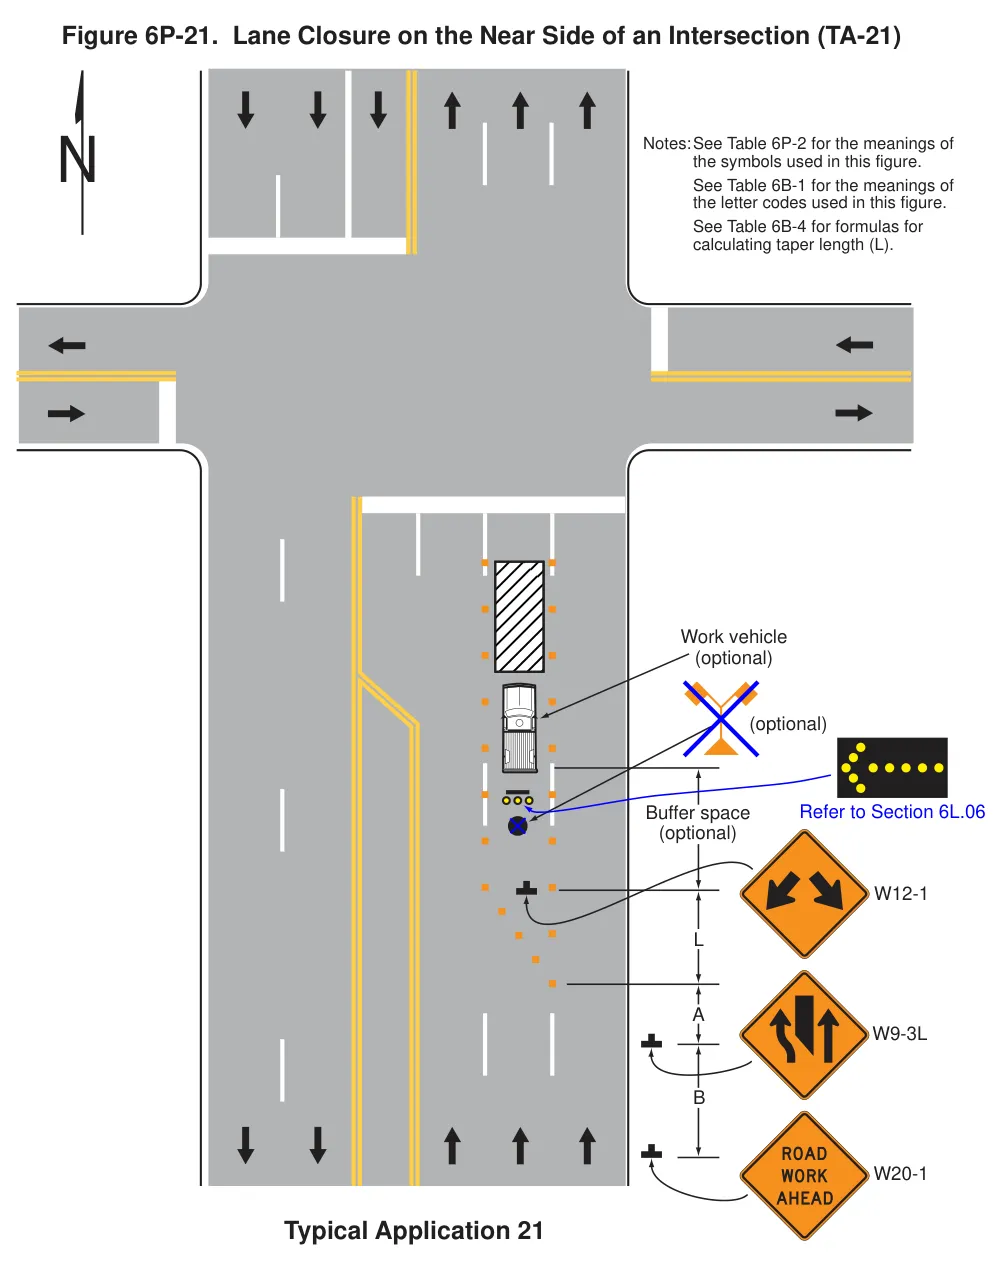 Figure 6P-21.  Lane Closure on the Near Side of an Intersection (TA-21)
N
Notes: See Table 6P-2 for the meanings of
the symbols used in this figure.
See Table 6B-1 for the meanings of
the letter codes used in this figure.
See Table 6B-4 for formulas for
calculating taper length (L).
Work vehicle
(optional)
(optional)
Refer to Section 6L.06
Buffer space
(optional)
W12-1
L
A
W9-3L
B
ROAD
WORK
AHEAD
W20-1
Typical Application 21